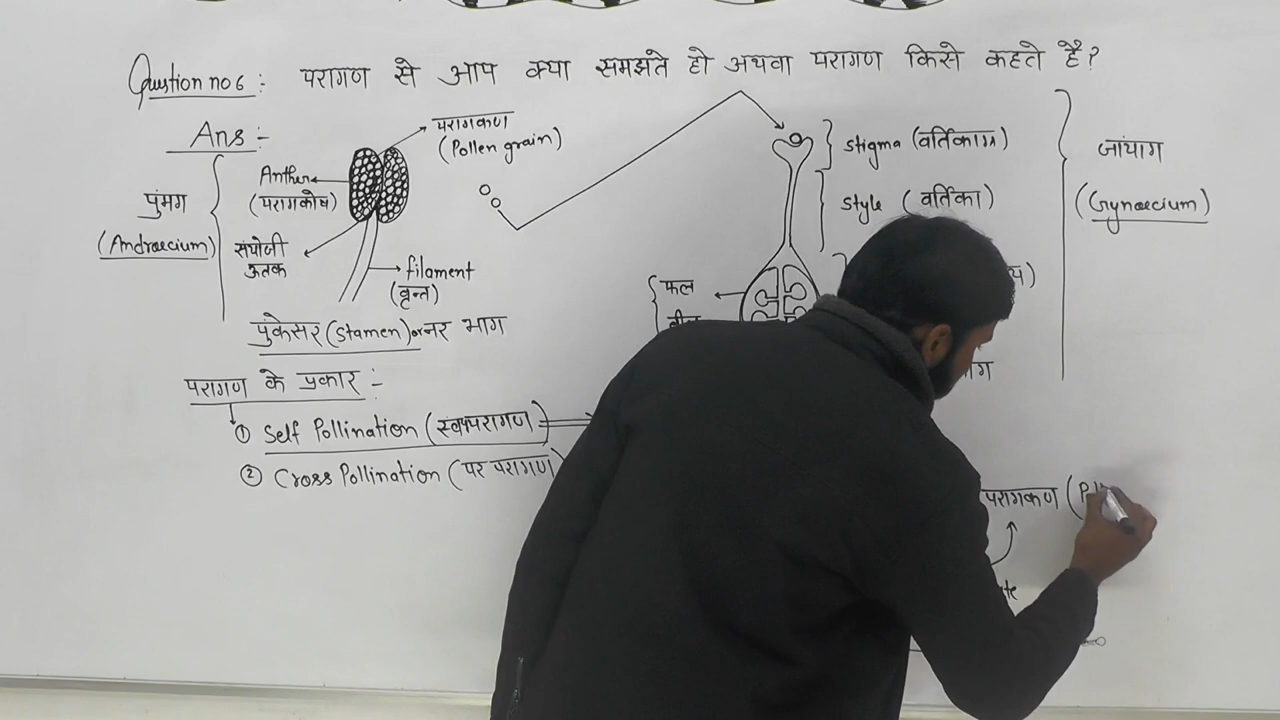 Question no 6 : परागण से आप क्या समझते हो अथवा परागण किसे कहते है?
Ans :-
परागकण
(Pollen grain)
Anther
(परागकोष)
पुंमग
(Andraecium)
संयोजी
ऊतक
filament
(वृन्त)
पुंकेसर (Stamen) or नर भाग
Stigma (वर्तिकाग्र)
Style (वर्तिका)
जांयाग
(Gynaecium)
फल
परागण के प्रकार :-
① Self Pollination (स्वपरागण)
② Cross Pollination (पर परागण)
परागकण (